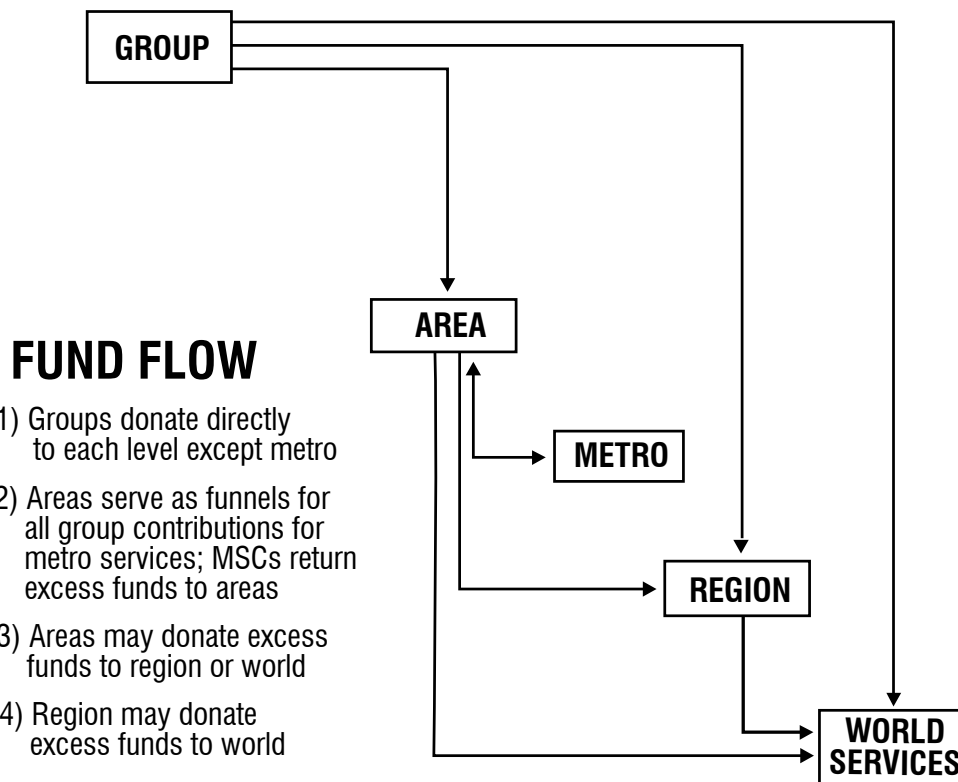 GROUP
AREA
FUND FLOW
1) Groups donate directly
to each level except metro
METRO
2) Areas serve as funnels for
all group contributions for
metro services; MSCs return
excess funds to areas
REGION
3) Areas may donate excess
funds to region or world
4) Region may donate
excess funds to world
WORLD
SERVICES